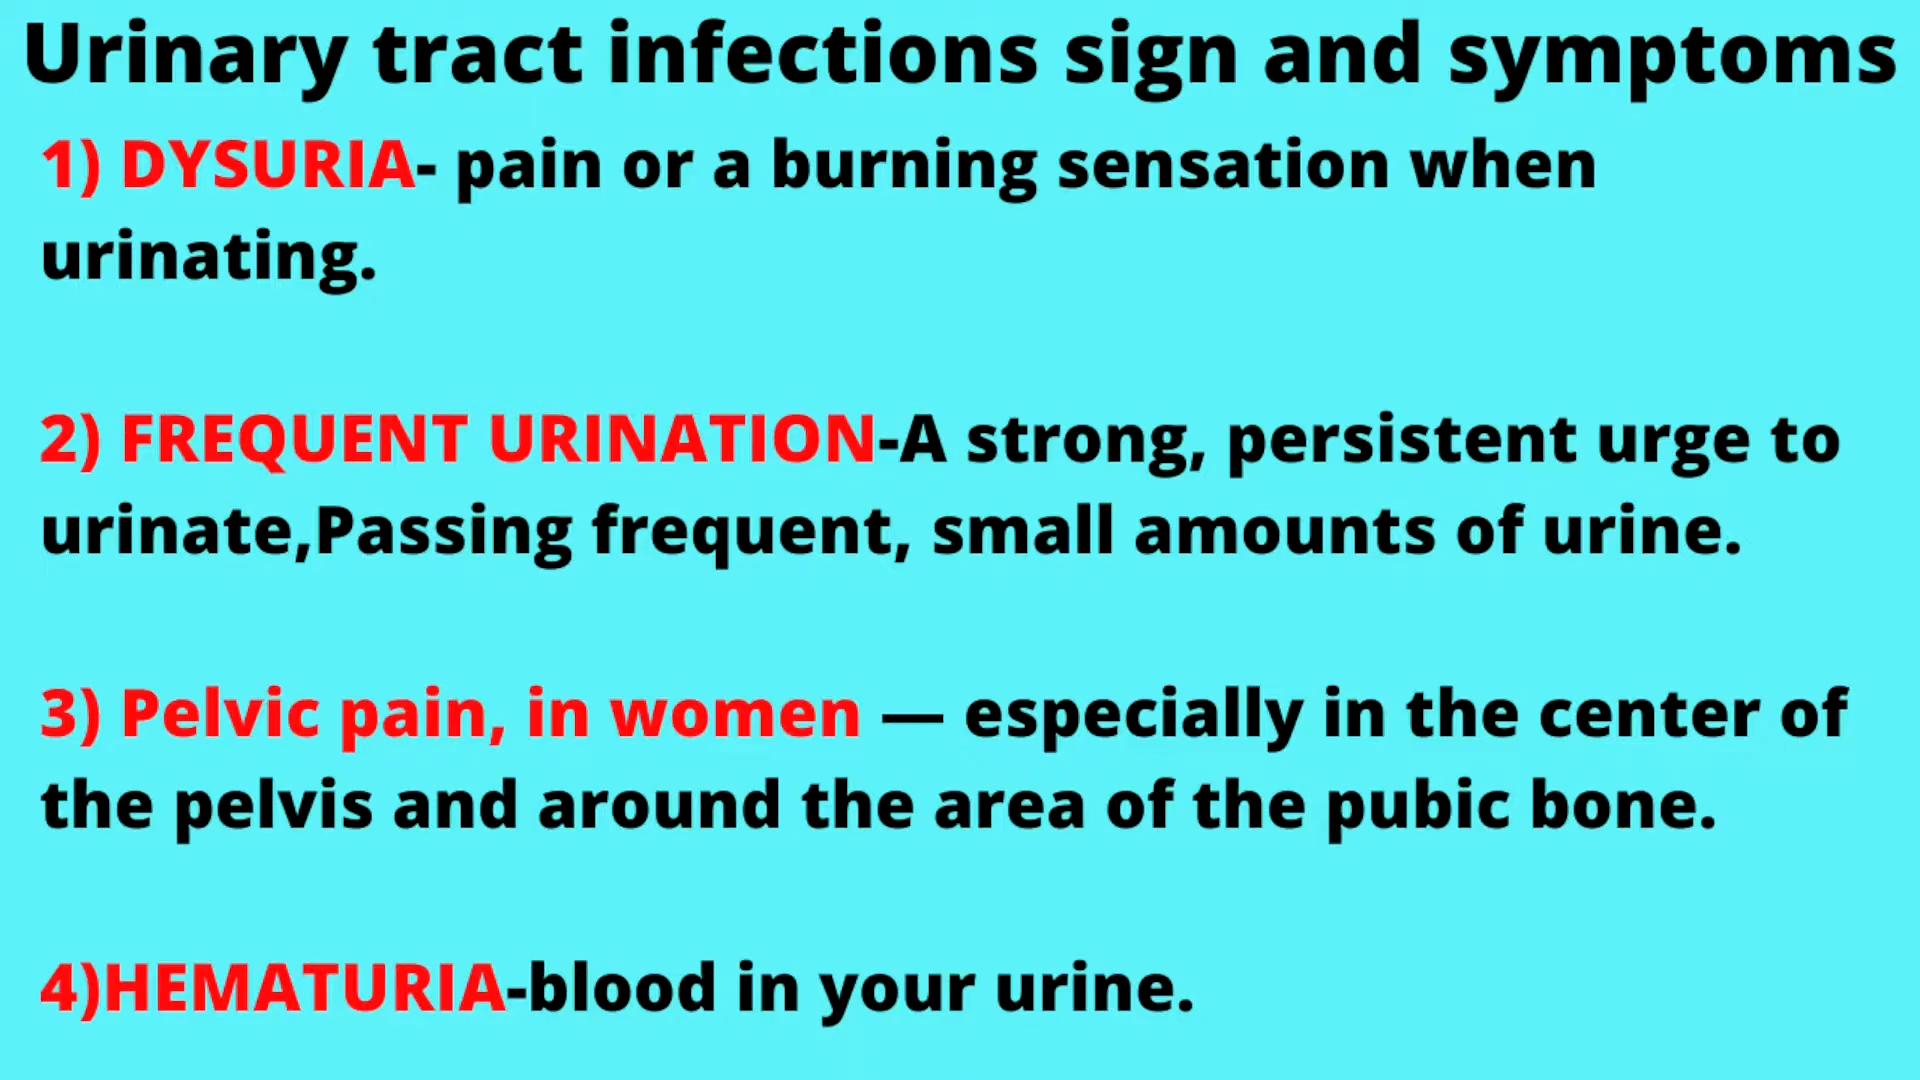 Urinary tract infections sign and symptoms
1) DYSURIA- pain or a burning sensation when
urinating.
2) FREQUENT URINATION-A strong, persistent urge to
urinate,Passing frequent, small amounts of urine.
3) Pelvic pain, in women — especially in the center of
the pelvis and around the area of the pubic bone.
4)HEMATURIA-blood in your urine.